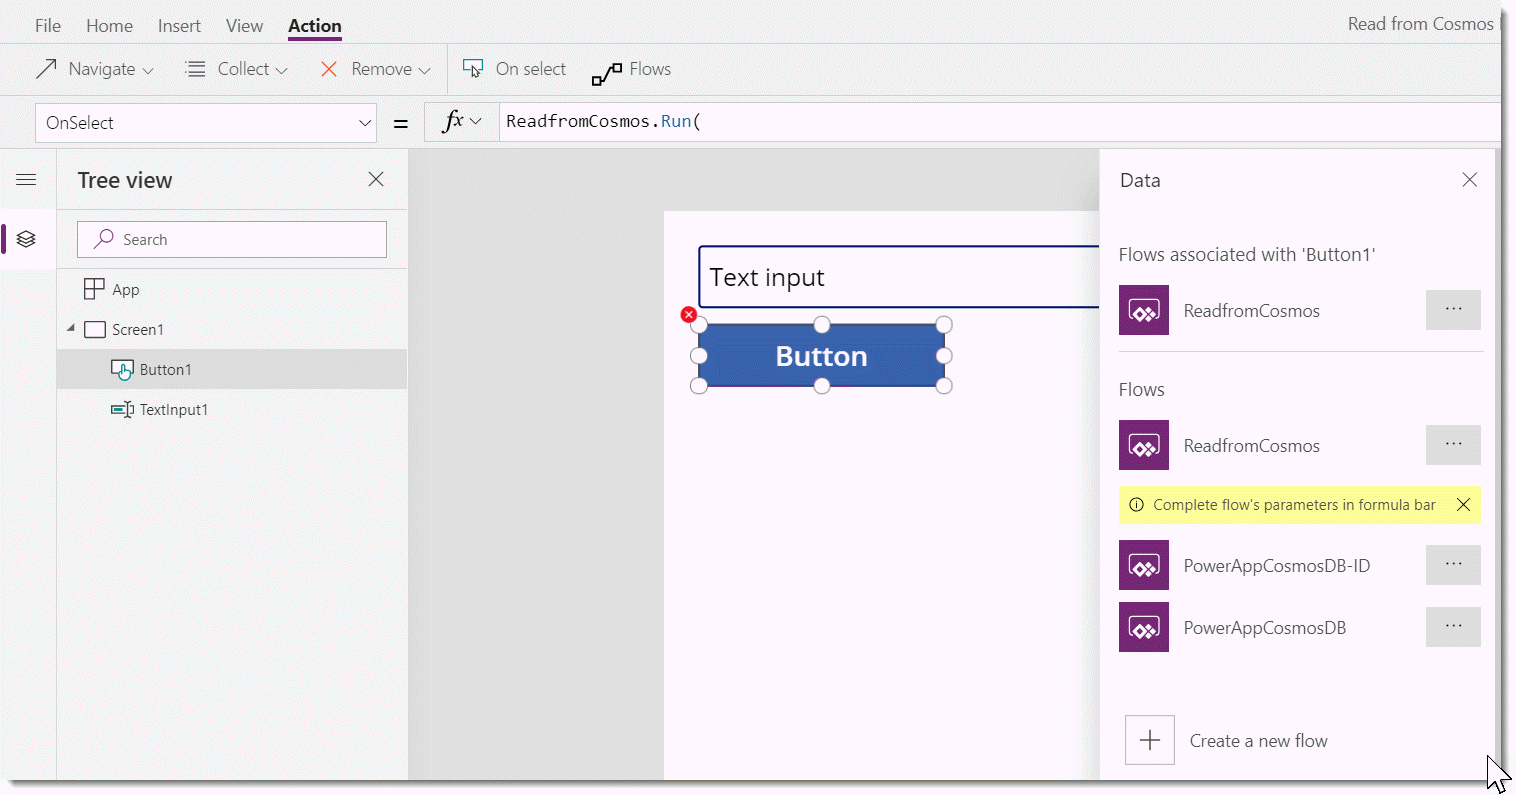 File Home Insert View Action
Read from Cosmos
Navigate Collect Remove On select Flows
OnSelect = fx ReadfromCosmos.Run(
Tree view
Search
App
Screen1
Button1
TextInput1
Text input
Button
Data
Flows associated with 'Button1'
ReadfromCosmos ...
Flows
ReadfromCosmos ...
Complete flow's parameters in formula bar
PowerAppCosmosDB-ID ...
PowerAppCosmosDB ...
Create a new flow